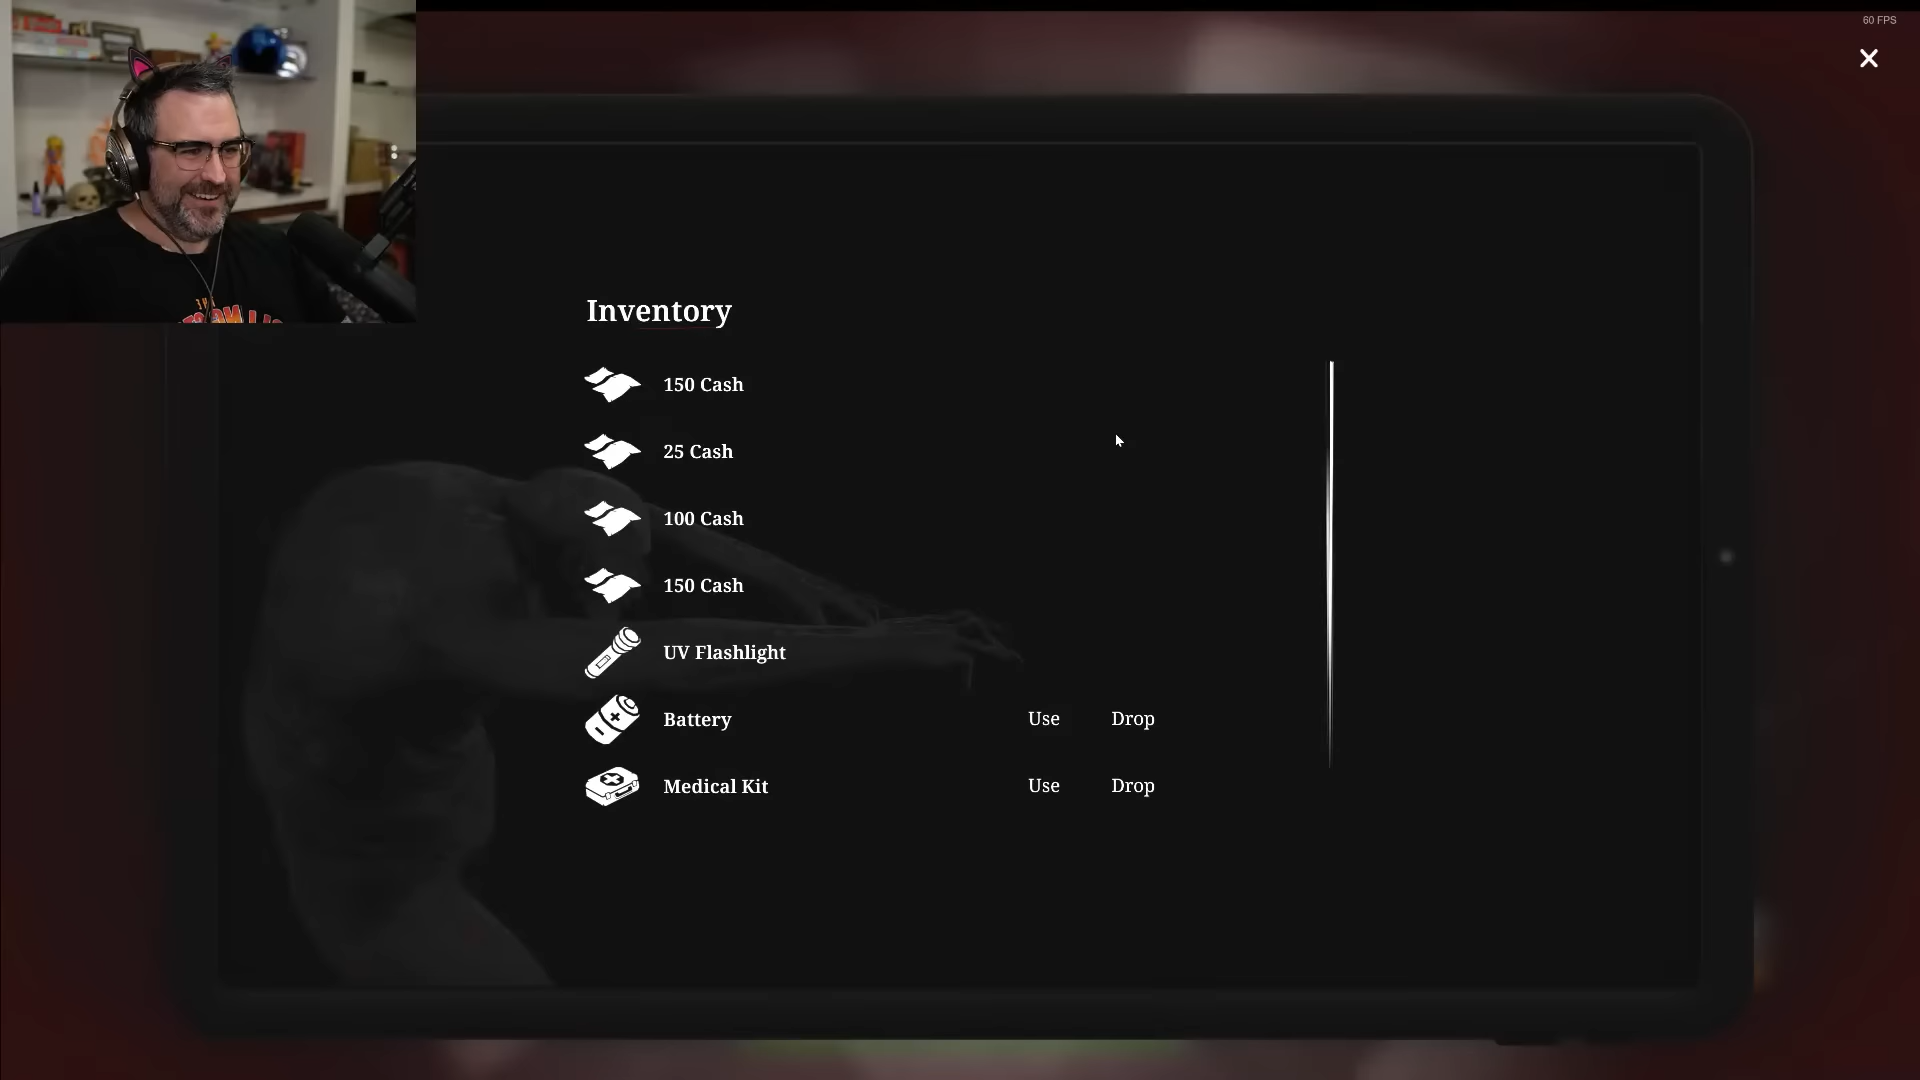 60 FPS
Inventory
150 Cash
25 Cash
100 Cash
150 Cash
UV Flashlight
Battery Use Drop
Medical Kit Use Drop